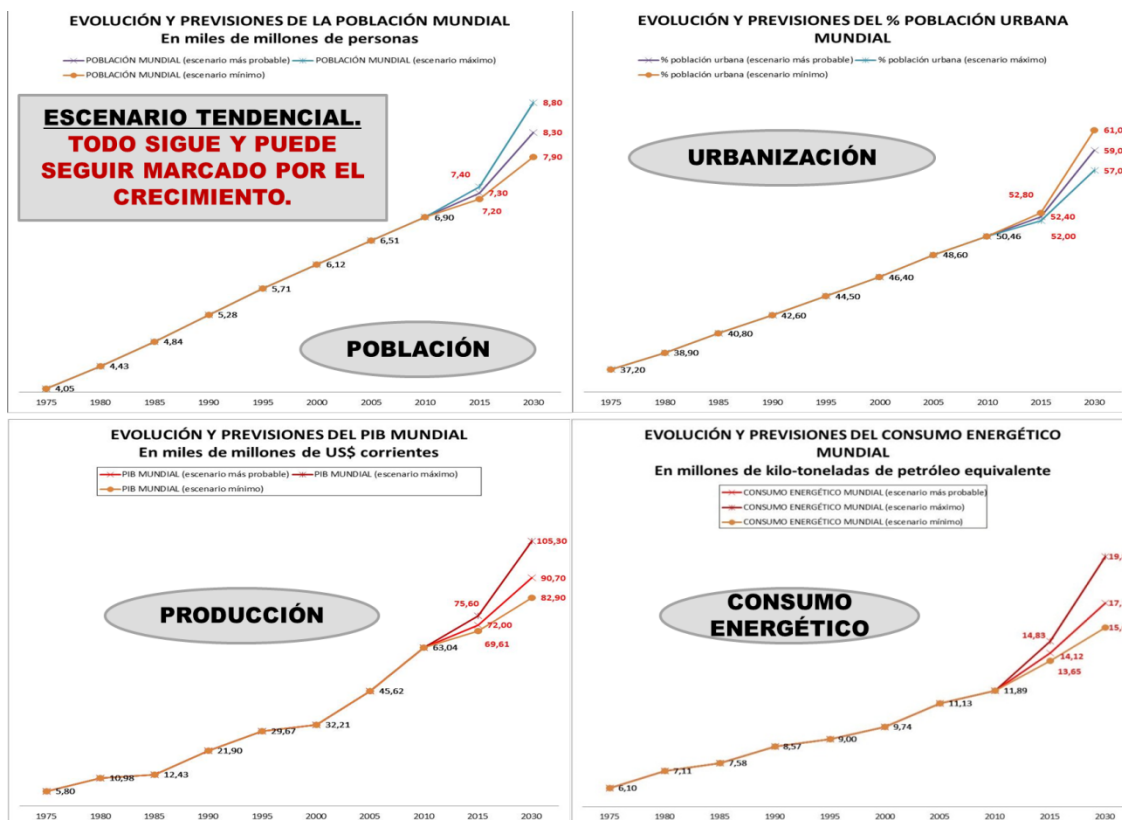 EVOLUCIÓN Y PREVISIONES DE LA POBLACIÓN MUNDIAL
En miles de millones de personas
POBLACIÓN MUNDIAL (escenario más probable) POBLACIÓN MUNDIAL (escenario máximo)
POBLACIÓN MUNDIAL (escenario mínimo)
ESCENARIO TENDENCIAL.
TODO SIGUE Y PUEDE
SEGUIR MARCADO POR EL
CRECIMIENTO.
8,80
8,30
7,90
7,40
7,30
7,20
6,90
6,51
6,12
5,71
5,28
4,84
4,43
4,05
POBLACIÓN
1975 1980 1985 1990 1995 2000 2005 2010 2015 2030
EVOLUCIÓN Y PREVISIONES DEL % POBLACIÓN URBANA
MUNDIAL
% población urbana (escenario más probable) % población urbana (escenario máximo)
% población urbana (escenario mínimo)
URBANIZACIÓN
61,0
59,0
57,0
52,80
52,40
52,00
50,46
48,60
46,40
44,50
42,60
40,80
38,90
37,20
1975 1980 1985 1990 1995 2000 2005 2010 2015 2030
EVOLUCIÓN Y PREVISIONES DEL PIB MUNDIAL
En miles de millones de US$ corrientes
PIB MUNDIAL (escenario más probable) PIB MUNDIAL (escenario máximo)
PIB MUNDIAL (escenario mínimo)
PRODUCCIÓN
105,30
90,70
82,90
75,60
72,00
69,61
63,04
45,62
32,21
29,67
21,90
12,43
10,98
5,80
1975 1980 1985 1990 1995 2000 2005 2010 2015 2030
EVOLUCIÓN Y PREVISIONES DEL CONSUMO ENERGÉTICO
MUNDIAL
En millones de kilo-toneladas de petróleo equivalente
CONSUMO ENERGÉTICO MUNDIAL (escenario más probable)
CONSUMO ENERGÉTICO MUNDIAL (escenario máximo)
CONSUMO ENERGÉTICO MUNDIAL (escenario mínimo)
CONSUMO
ENERGÉTICO
14,83
14,12
13,65
11,89
11,13
9,74
9,00
8,57
7,58
7,11
6,10
1975 1980 1985 1990 1995 2000 2005 2010 2015 2030